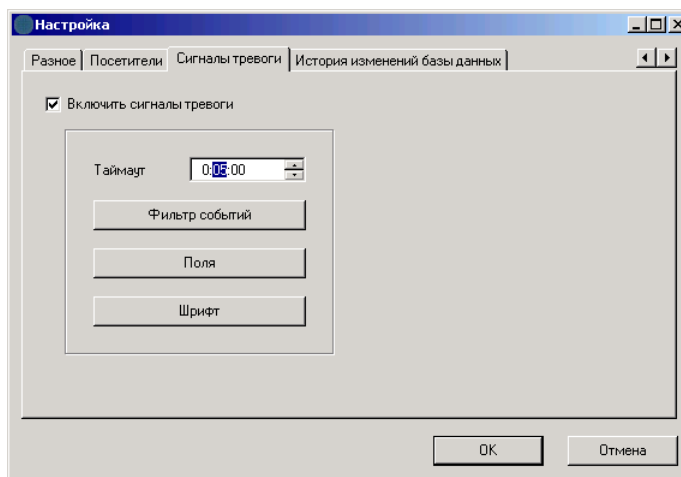 Настройка
Разное Посетители Сигналы тревоги История изменений базы данных
Включить сигналы тревоги
Таймаут 0:05:00
Фильтр событий
Поля
Шрифт
OK Отмена